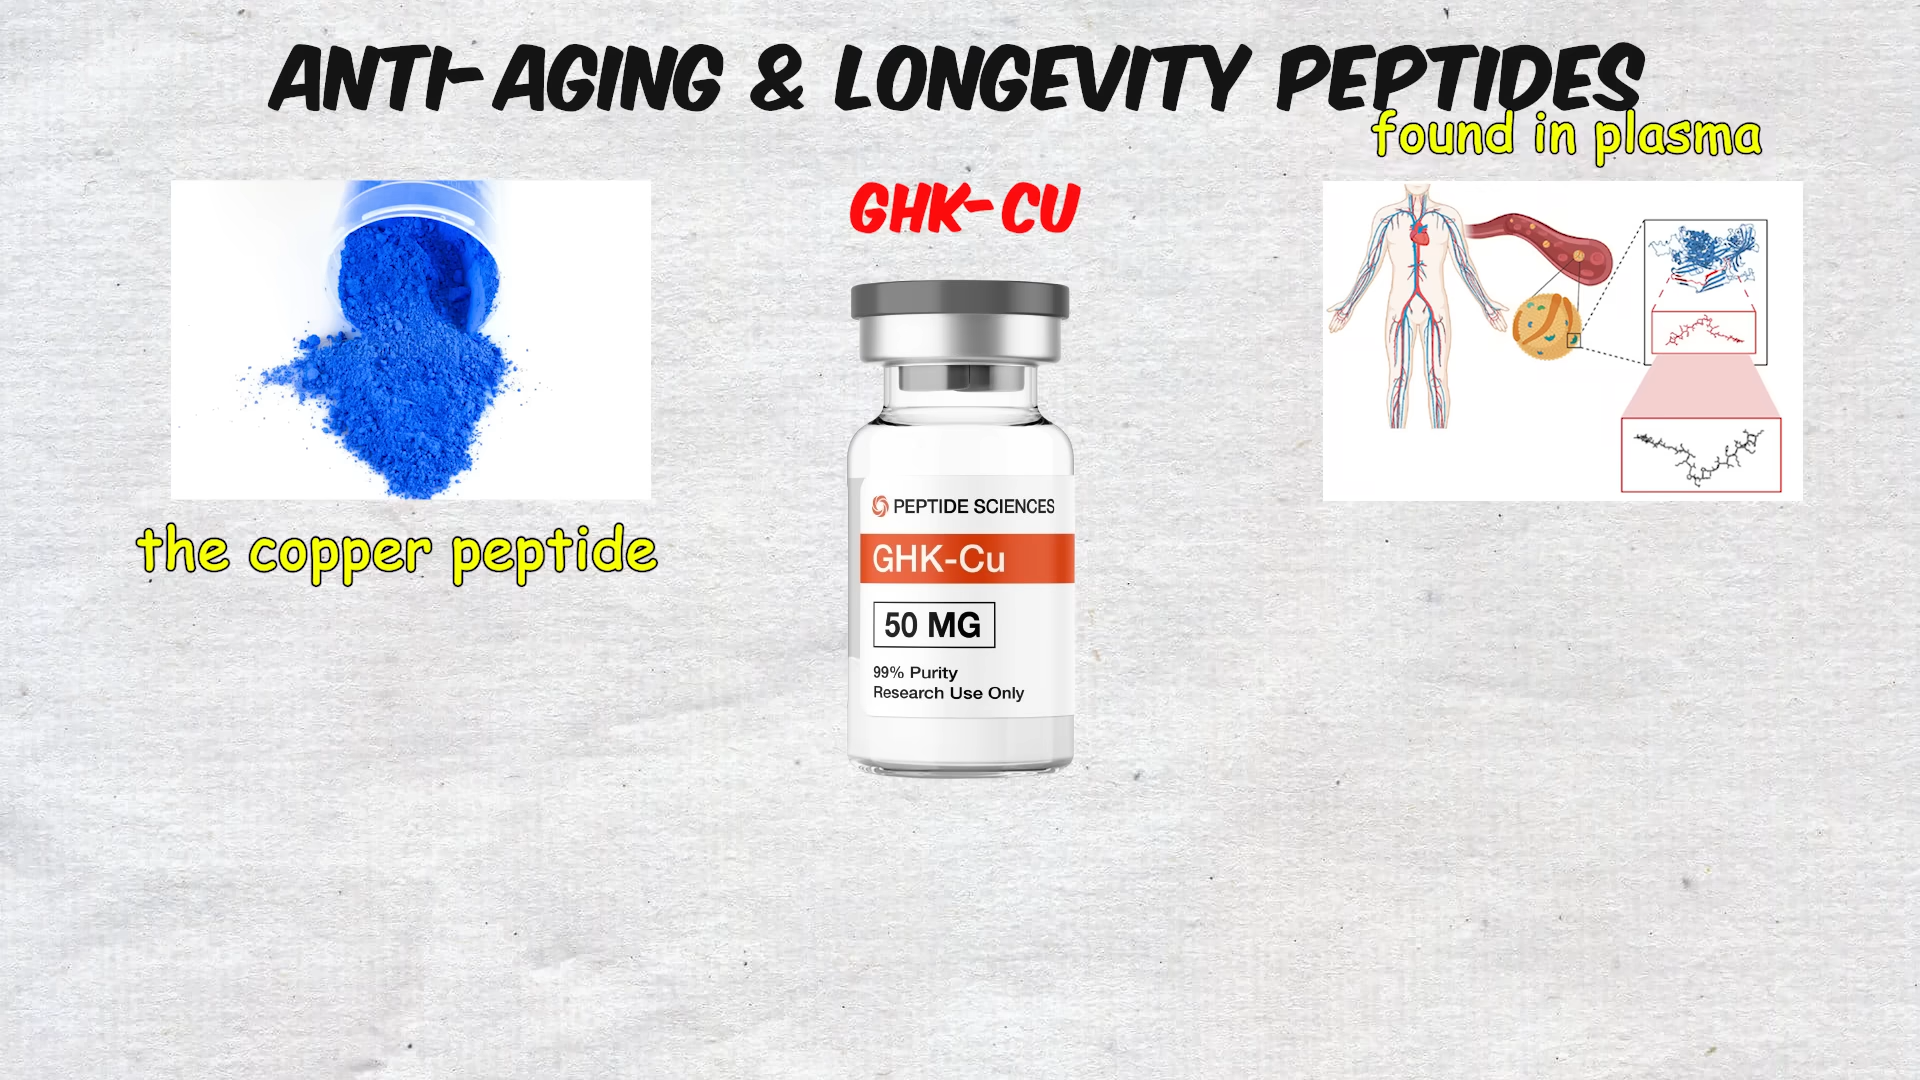 ANTI-AGING & LONGEVITY PEPTIDES
found in plasma
GHK-CU
the copper peptide
PEPTIDE SCIENCES
GHK-Cu
50 MG
99% Purity
Research Use Only